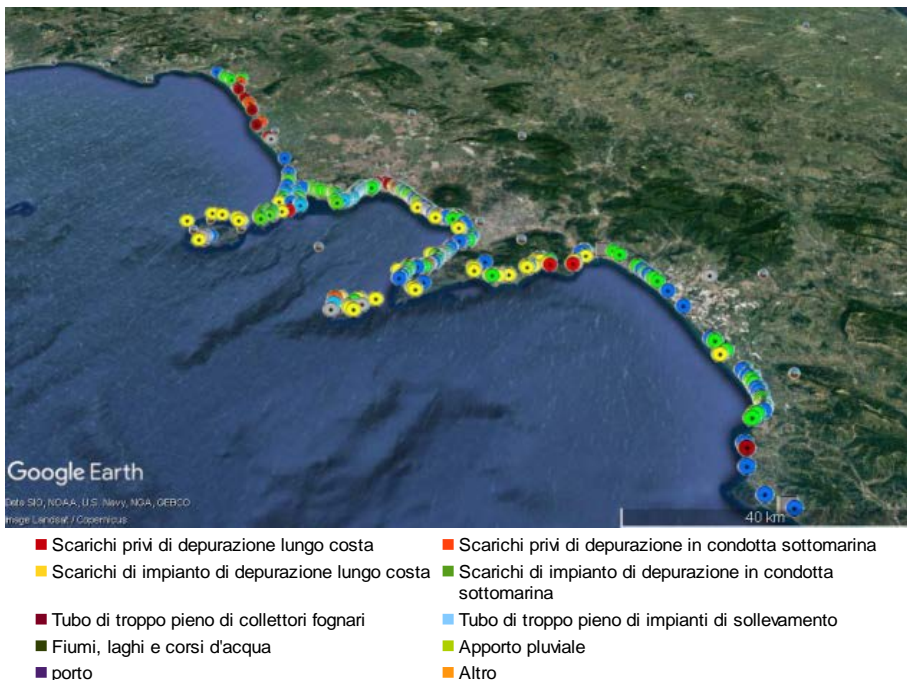 Google Earth
Data SIO, NOAA, U.S. Navy, NGA, GEBCO
Image Landsat / Copernicus
40 km
Scarichi privi di depurazione lungo costa
Scarichi privi di depurazione in condotta sottomarina
Scarichi di impianto di depurazione lungo costa
Scarichi di impianto di depurazione in condotta
sottomarina
Tubo di troppo pieno di collettori fognari
Tubo di troppo pieno di impianti di sollevamento
Fiumi, laghi e corsi d'acqua
Apporto pluviale
porto
Altro